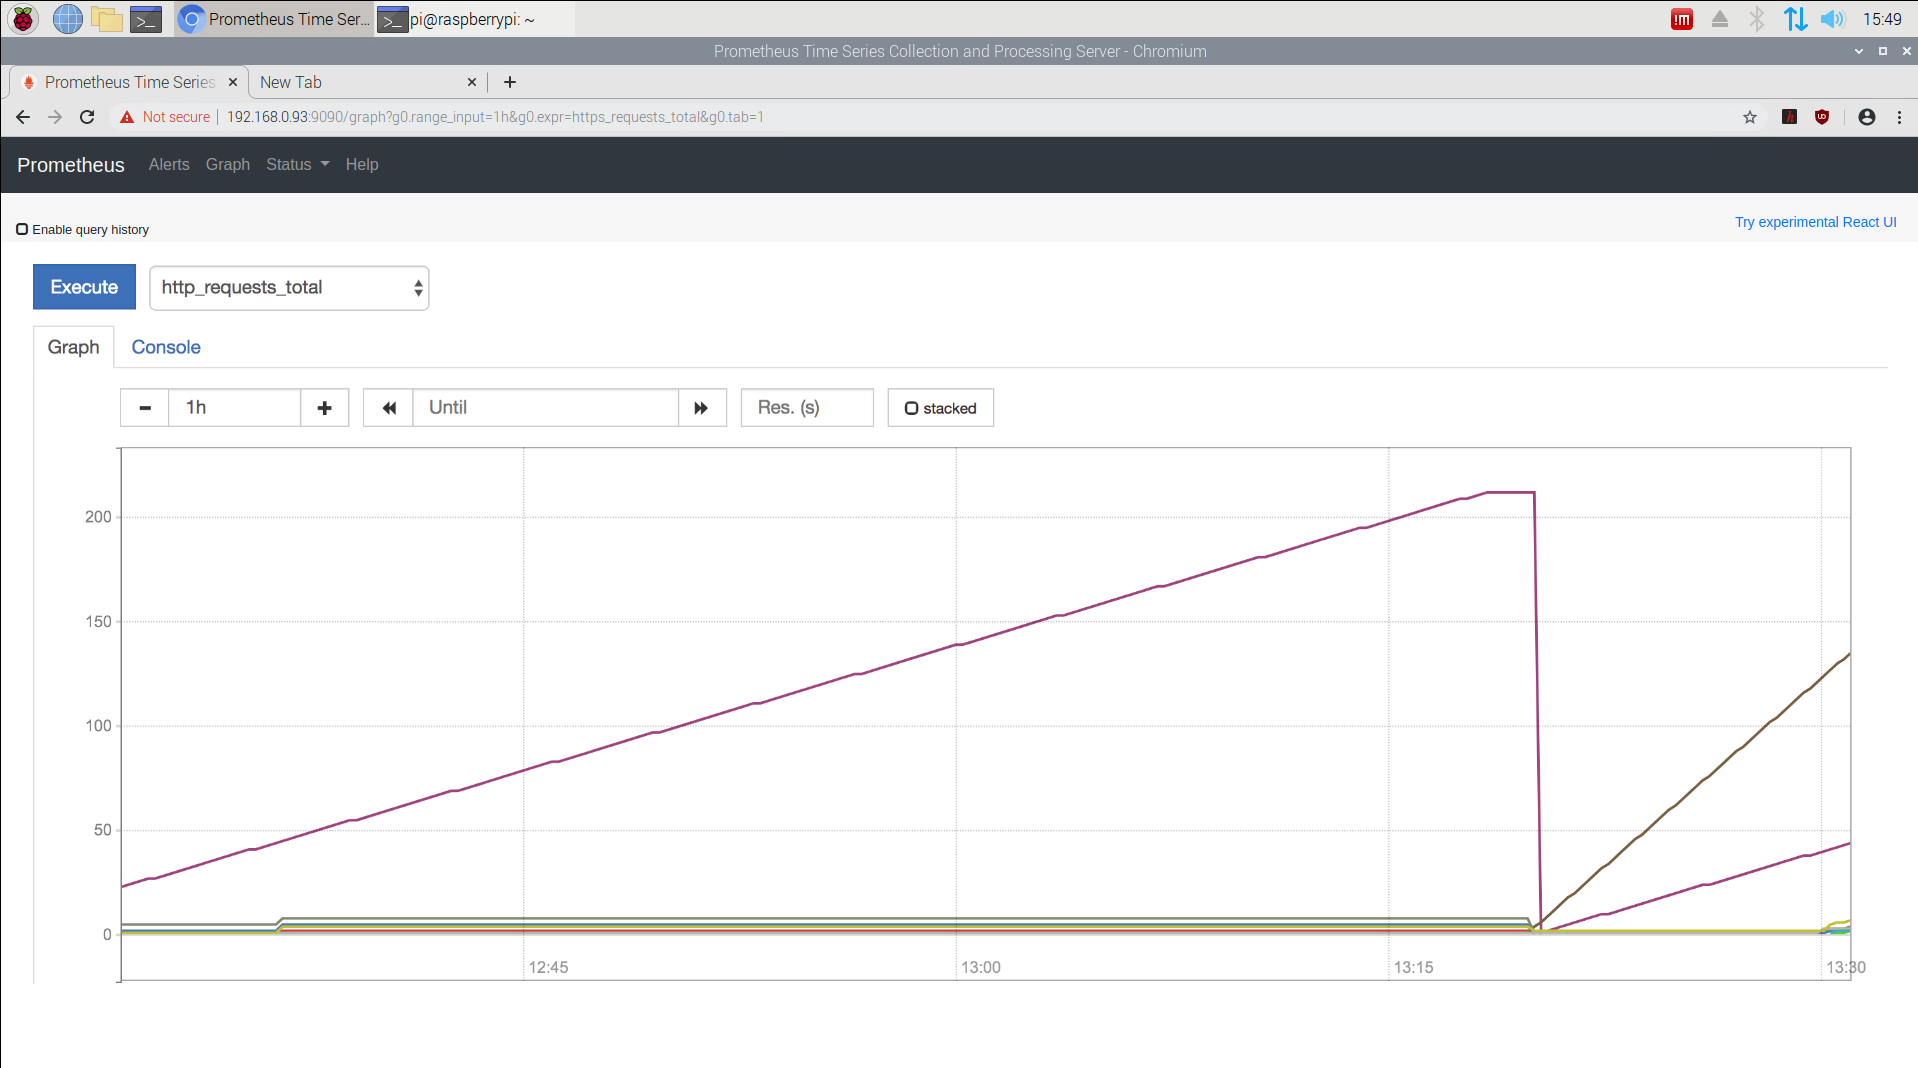 Prometheus Time Ser... pi@raspberrypi: ~ !m 15:49
Prometheus Time Series Collection and Processing Server - Chromium
Prometheus Time Series New Tab
Not secure 192.168.0.93:9090/graph?g0.range_input=1h&g0.expr=https_requests_total&g0.tab=1
Prometheus Alerts Graph Status Help
Enable query history Try experimental React UI
Execute http_requests_total
Graph Console
1h Until Res. (s) stacked
200
150
100
50
0
12:45 13:00 13:15 13:30